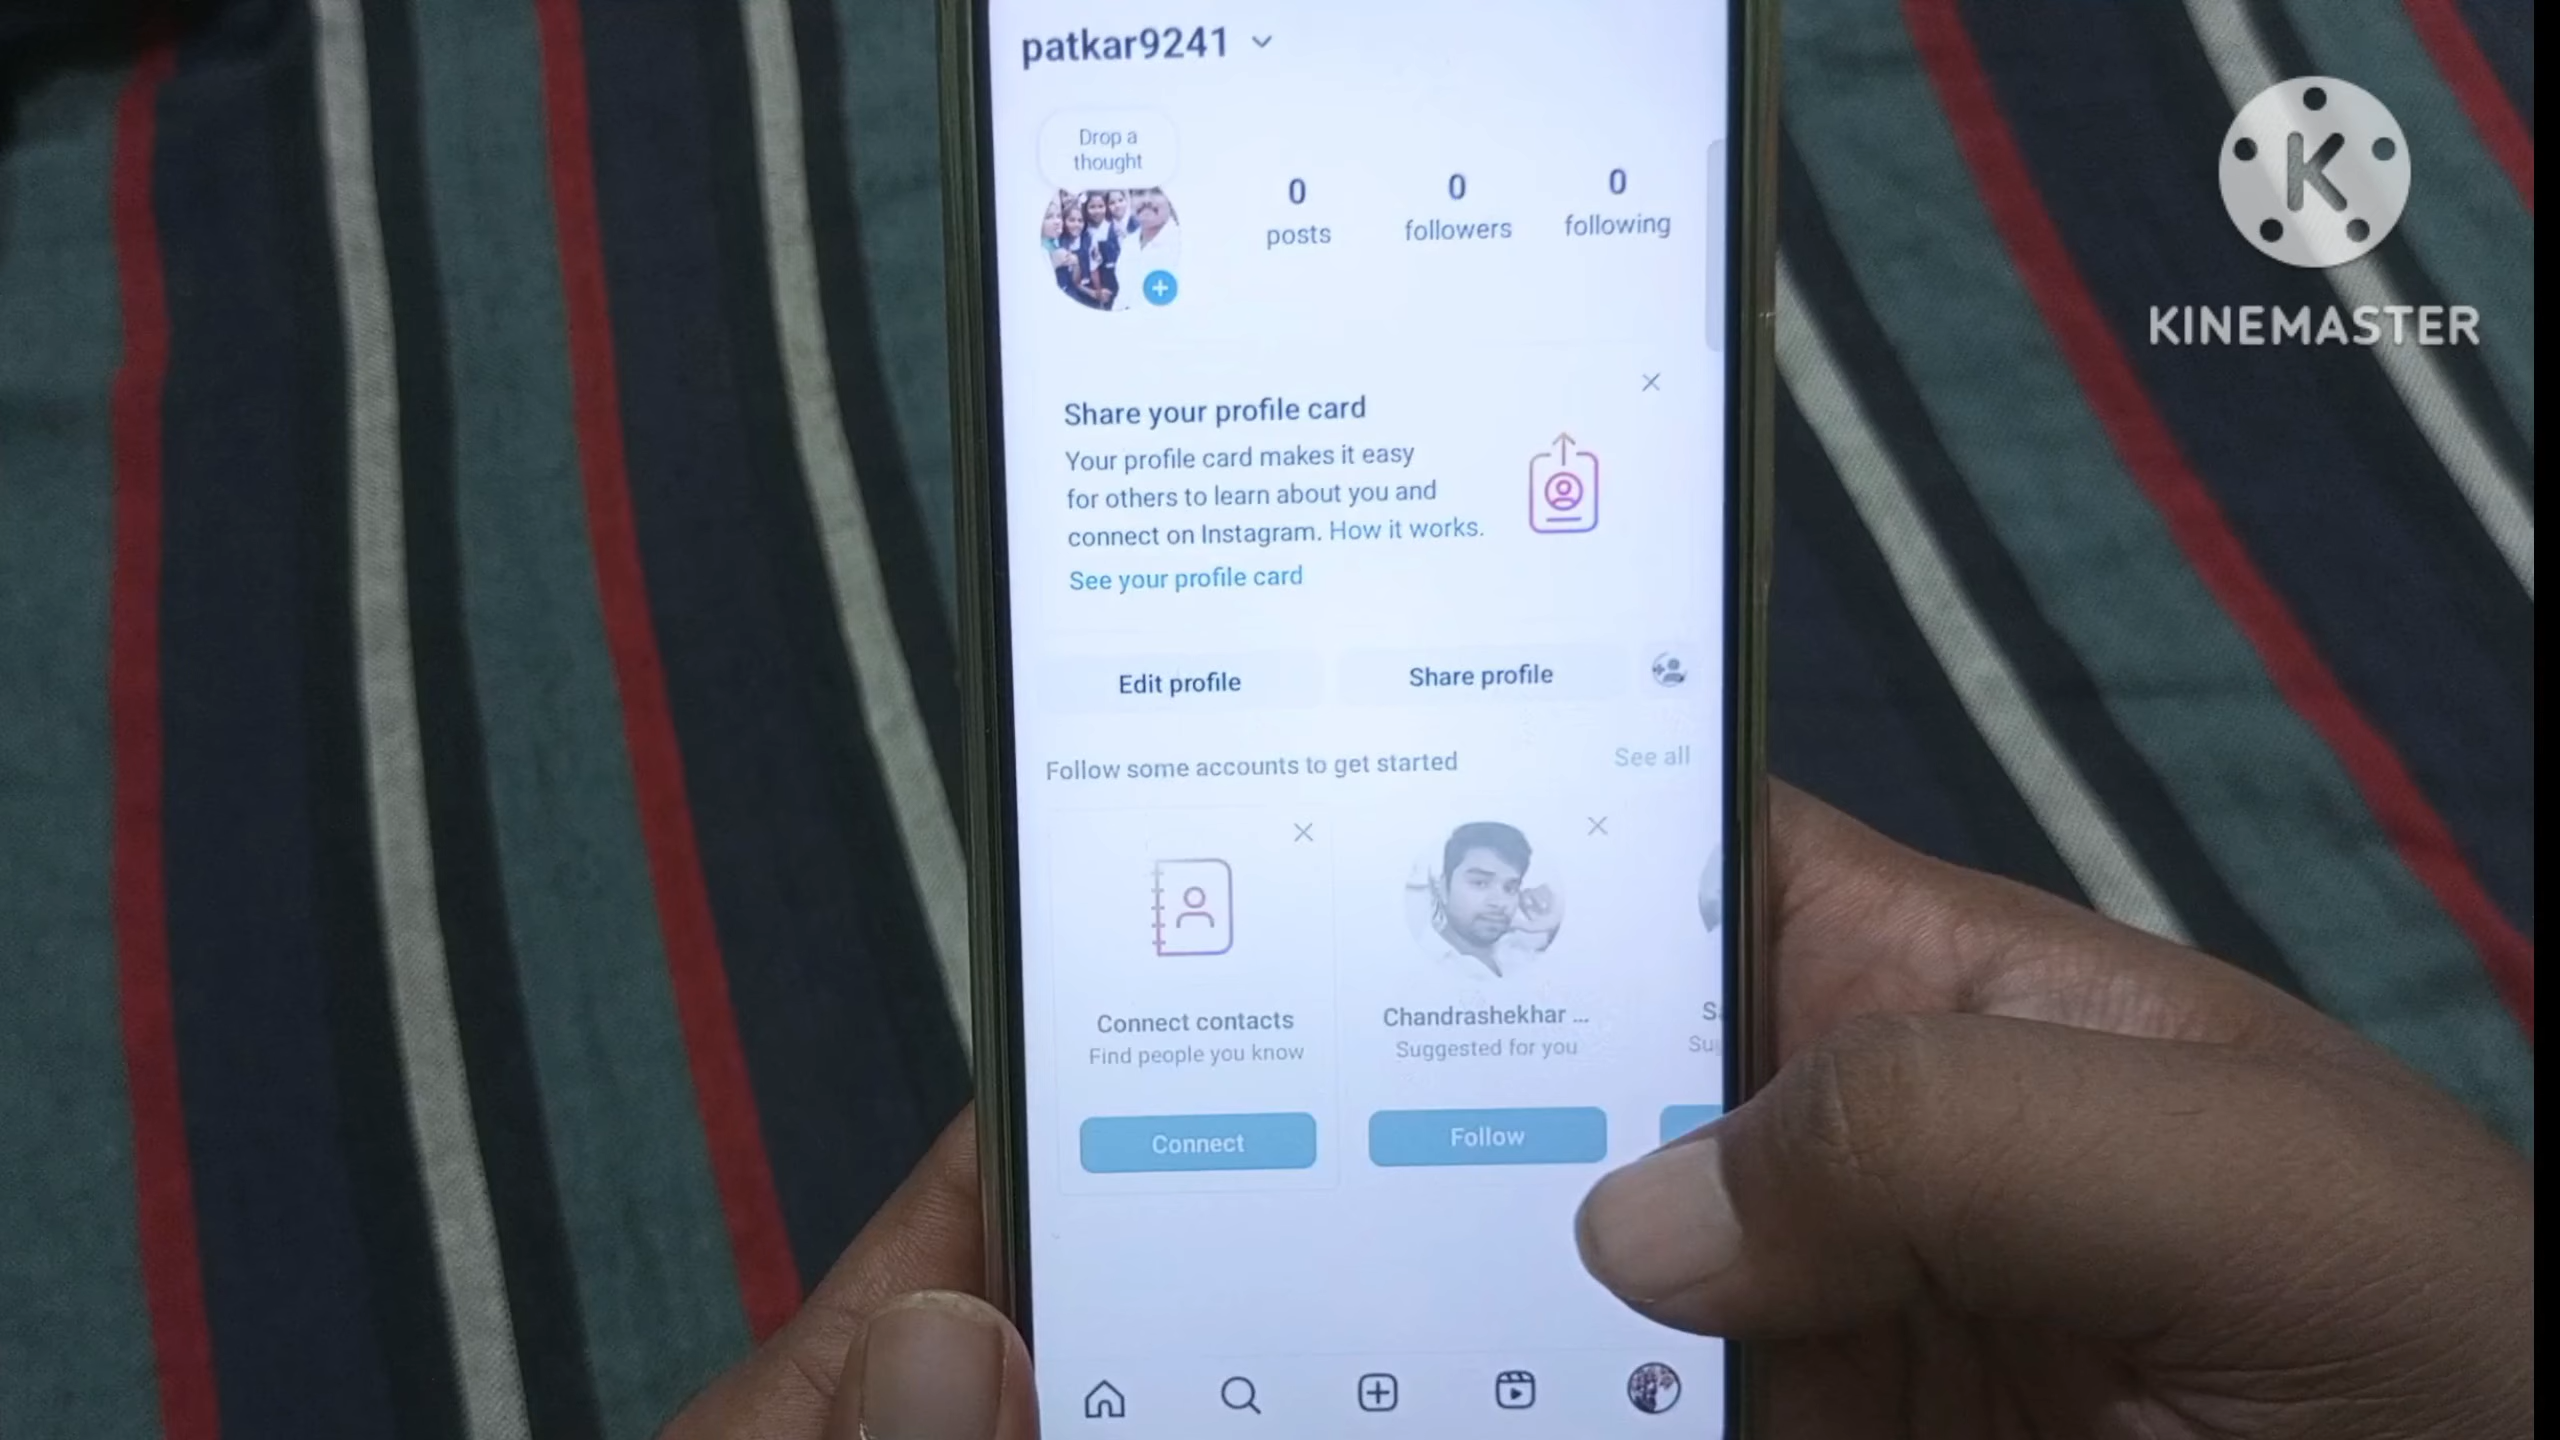 patkar9241
Drop a
thought
0
posts
0
followers
0
following
K
KINEMASTER
Share your profile card
Your profile card makes it easy
for others to learn about you and
connect on Instagram. How it works.
See your profile card
Edit profile
Share profile
Follow some accounts to get started
See all
Connect contacts
Find people you know
Connect
Chandrashekhar ...
Suggested for you
Follow